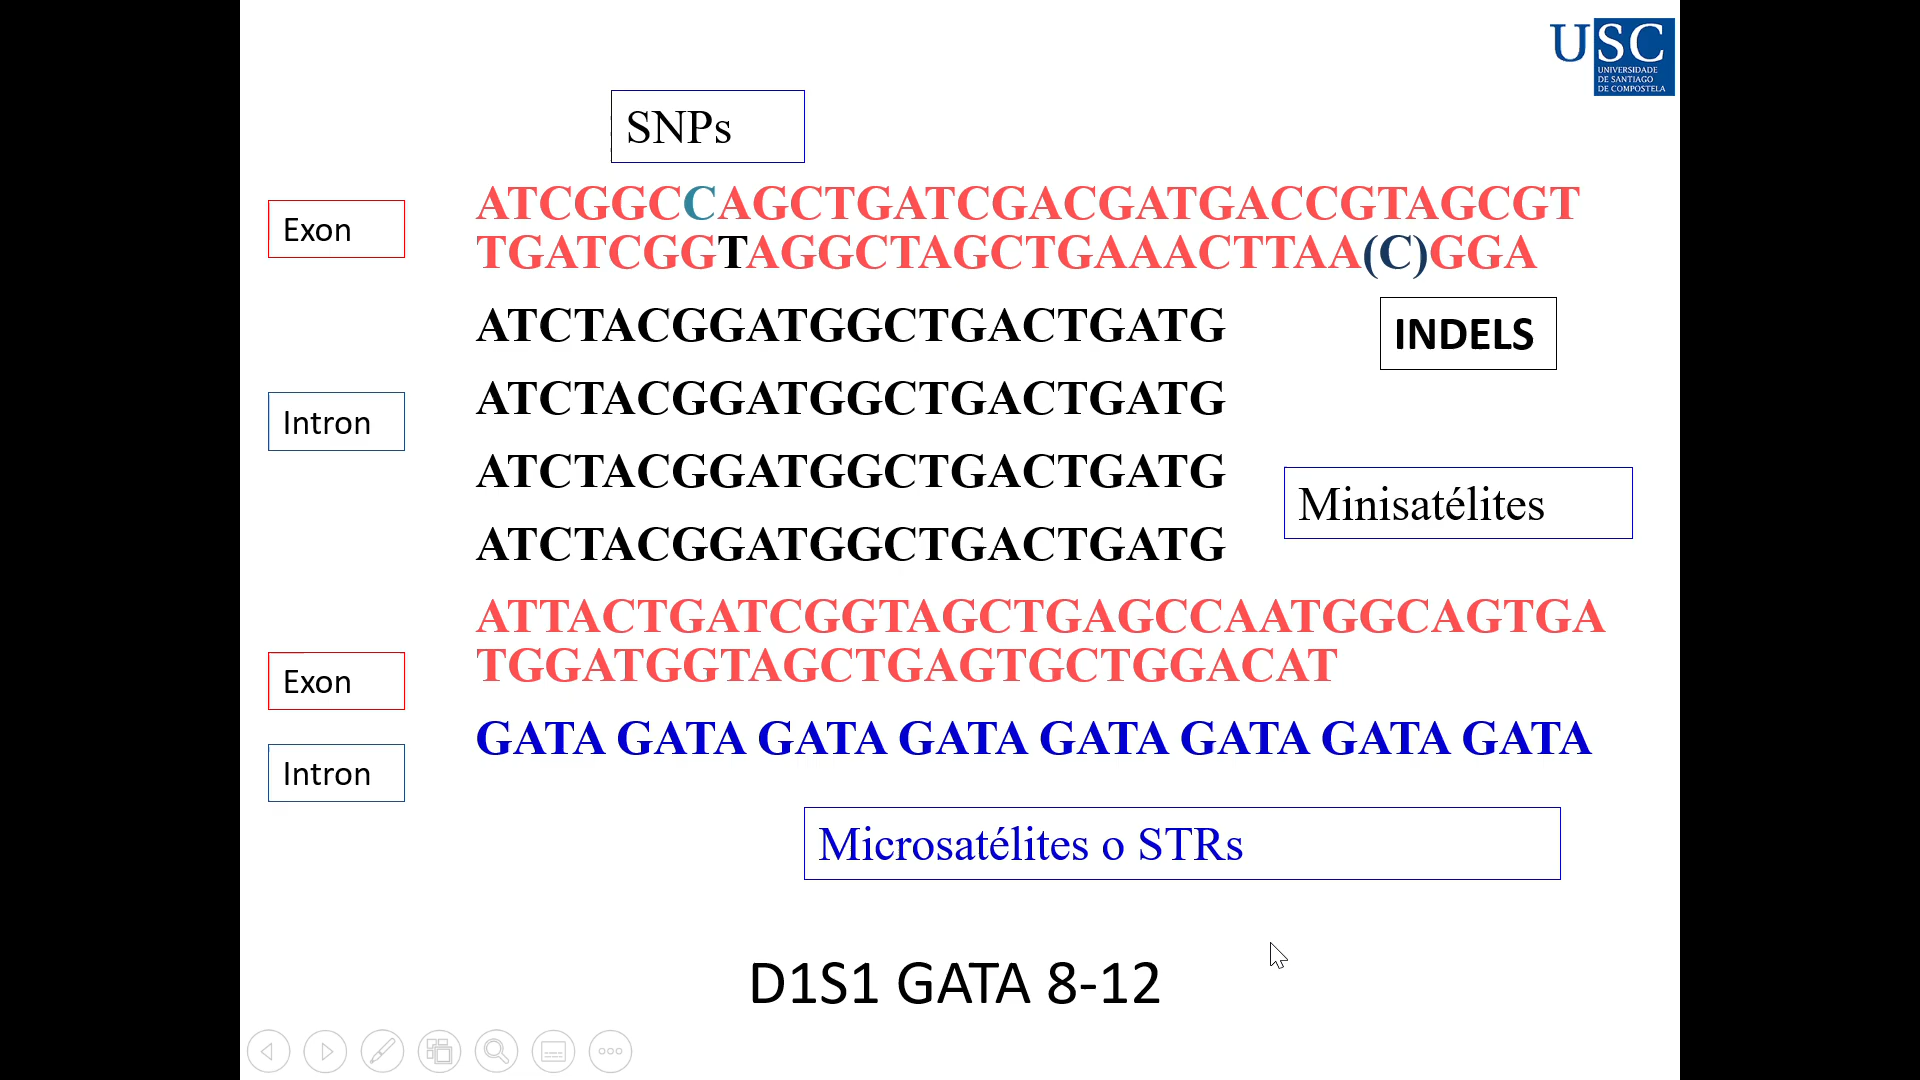 USC
UNIVERSIDADE
DE SANTIAGO
DE COMPOSTELA
SNPs
Exon
ATCGGCCAGCTGATCGACGATGACCGTAGCGT
TGATCGGTAGGCTAGCTGAAACTTAA(C)GGA
ATCTACGGATGGCTGACTGATG
INDELS
ATCTACGGATGGCTGACTGATG
Intron
ATCTACGGATGGCTGACTGATG
Minisatélites
ATCTACGGATGGCTGACTGATG
ATTACTGATCGGTAGCTGAGCCAATGGCAGTGA
TGGATGGTAGCTGAGTGCTGGACAT
Exon
GATA GATA GATA GATA GATA GATA GATA GATA
Intron
Microsatélites o STRs
D1S1 GATA 8-12